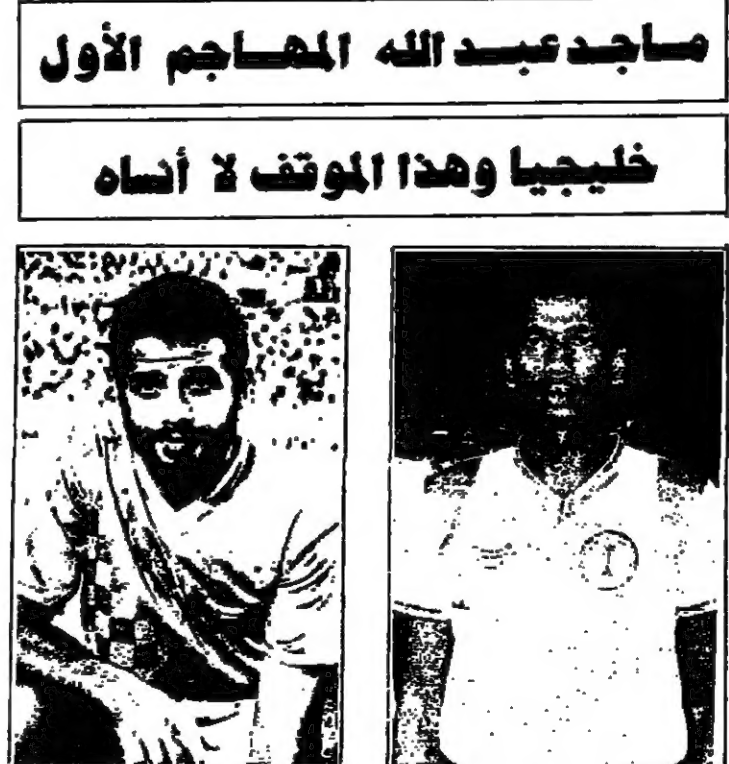 ماجد عبد الله المهاجم الأول
خليجيا وهذا الموقف لا أنساه